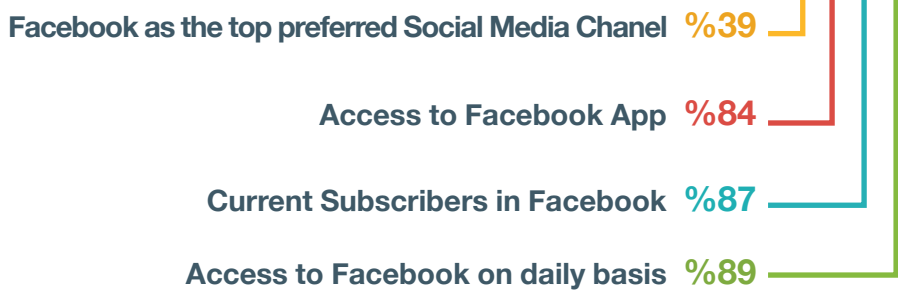 Facebook as the top preferred Social Media Chanel %39
Access to Facebook App %84
Current Subscribers in Facebook %87
Access to Facebook on daily basis %89